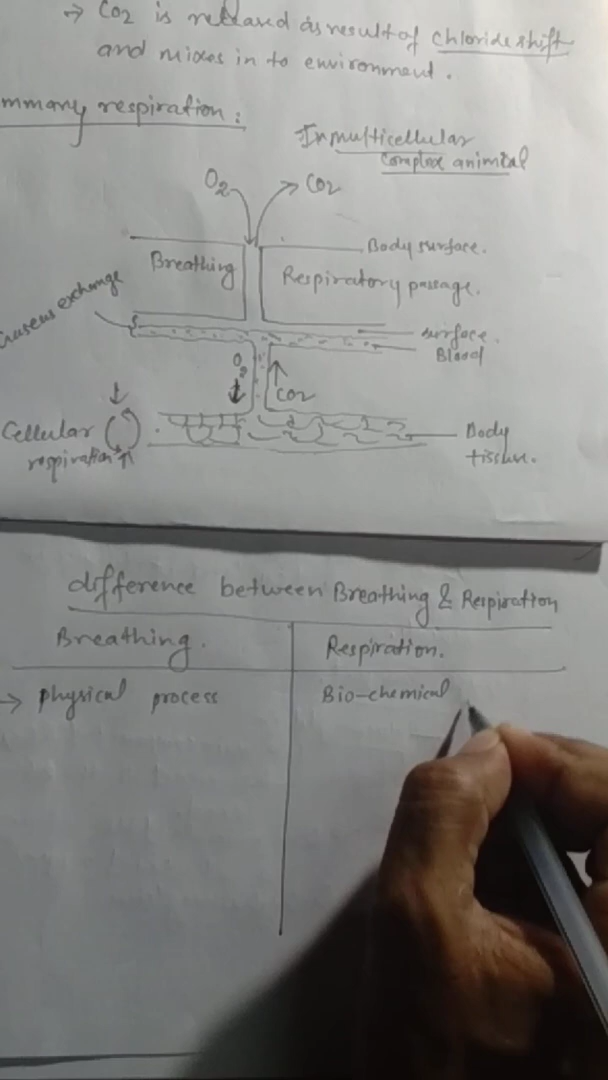 → CO2 is released as result of chloride shift
and mixes in to environment.
mmary respiration:
In multicellular
complex animal
O2 CO2
Body surface.
Breathing Respiratory passage.
Gaseous exchange
surface.
Blood
O2 CO2
Cellular
respiration
Body
tissue.
difference between Breathing & Respiration
Breathing. Respiration.
→ physical process Bio-chemical